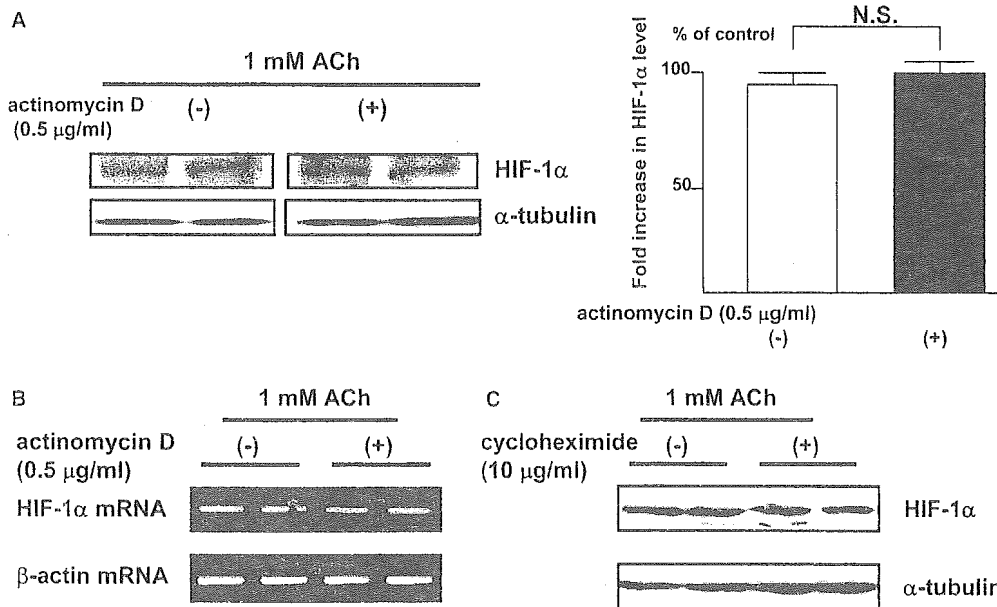 A
1 mM ACh
actinomycin D (-) (+)
(0.5 μg/ml)
HIF-1α
α-tubulin
N.S.
% of control
Fold increase in HIF-1α level
100
50
actinomycin D (0.5 μg/ml)
(-) (+)
B
1 mM ACh
actinomycin D (-) (+)
(0.5 μg/ml)
HIF-1α mRNA
β-actin mRNA
C
1 mM ACh
cycloheximide (-) (+)
(10 μg/ml)
HIF-1α
α-tubulin